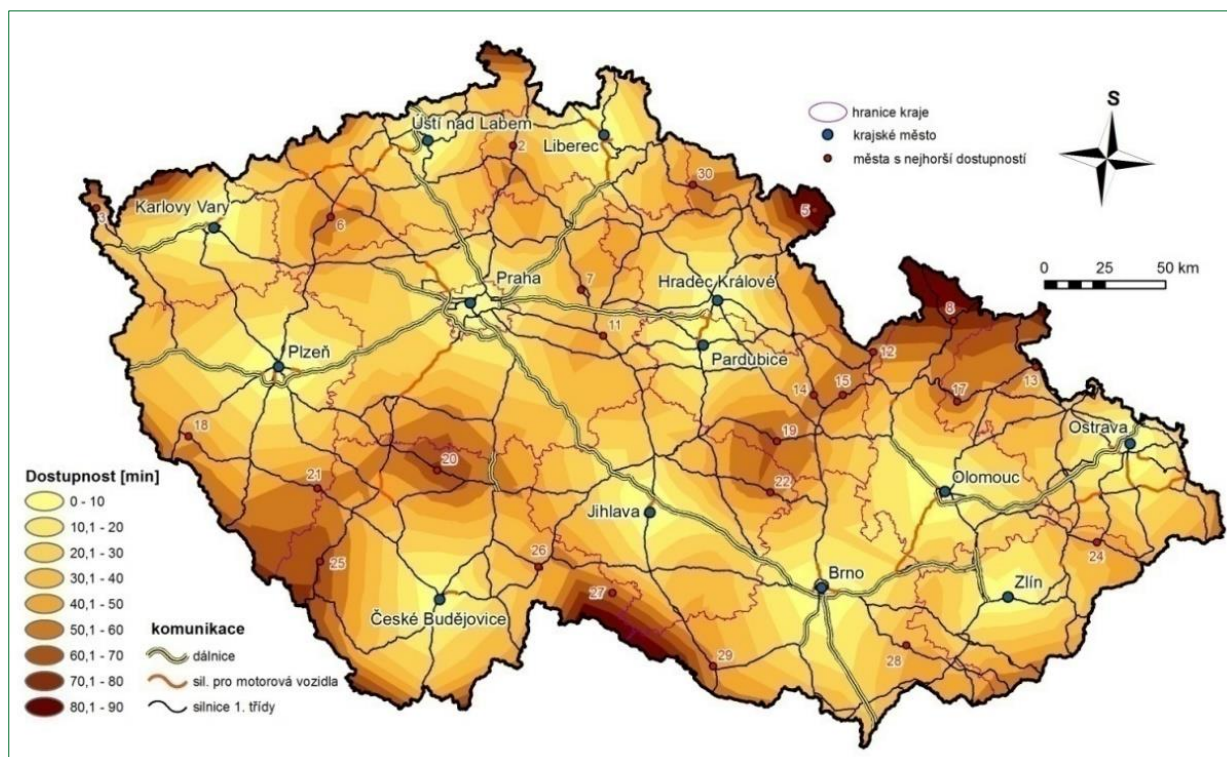 S
hranice kraje
krajské město
města s nejhorší dostupností
0 25 50 km
Ústí nad Labem
Liberec
2
30
Karlovy Vary
3
6
5
Praha
7
Hradec Králové
8
11
Pardubice
12
13
Plzeň
14
15
17
18
19
Ostrava
20
21
22
Olomouc
Jihlava
24
25
26
Brno
27
Zlín
České Budějovice
28
29
Dostupnost [min]
0 - 10
10,1 - 20
20,1 - 30
30,1 - 40
40,1 - 50
50,1 - 60
60,1 - 70
70,1 - 80
80,1 - 90
komunikace
dálnice
sil. pro motorová vozidla
silnice 1. třídy